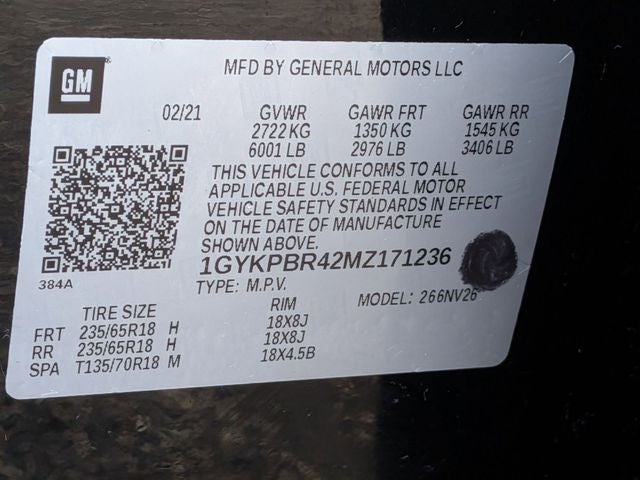 GM
MFD BY GENERAL MOTORS LLC
02/21 GVWR GAWR FRT GAWR RR
2722 KG 1350 KG 1545 KG
6001 LB 2976 LB 3406 LB
THIS VEHICLE CONFORMS TO ALL
APPLICABLE U.S. FEDERAL MOTOR
VEHICLE SAFETY STANDARDS IN EFFECT
ON THE DATE OF MANUFACTURE
SHOWN ABOVE.
384A
1GYKPBR42MZ171236
TYPE: M.P.V. MODEL: 266NV26
TIRE SIZE RIM
FRT 235/65R18 H 18X8J
RR 235/65R18 H 18X8J
SPA T135/70R18 M 18X4.5B